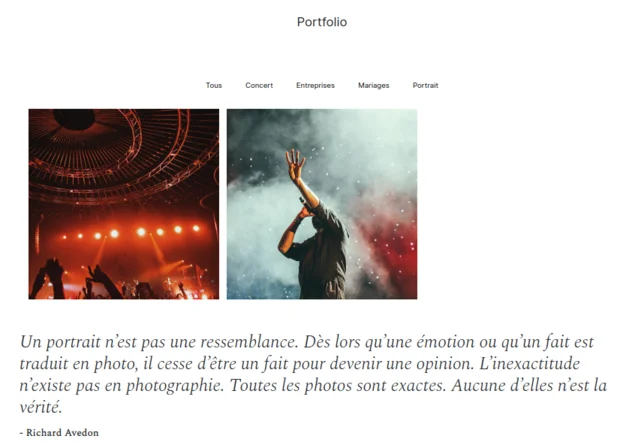 Portfolio
Tous Concert Entreprises Mariages Portrait
Un portrait n’est pas une ressemblance. Dès lors qu’une émotion ou qu’un fait est
traduit en photo, il cesse d’être un fait pour devenir une opinion. L’inexactitude
n’existe pas en photographie. Toutes les photos sont exactes. Aucune d’elles n’est la
vérité.
- Richard Avedon